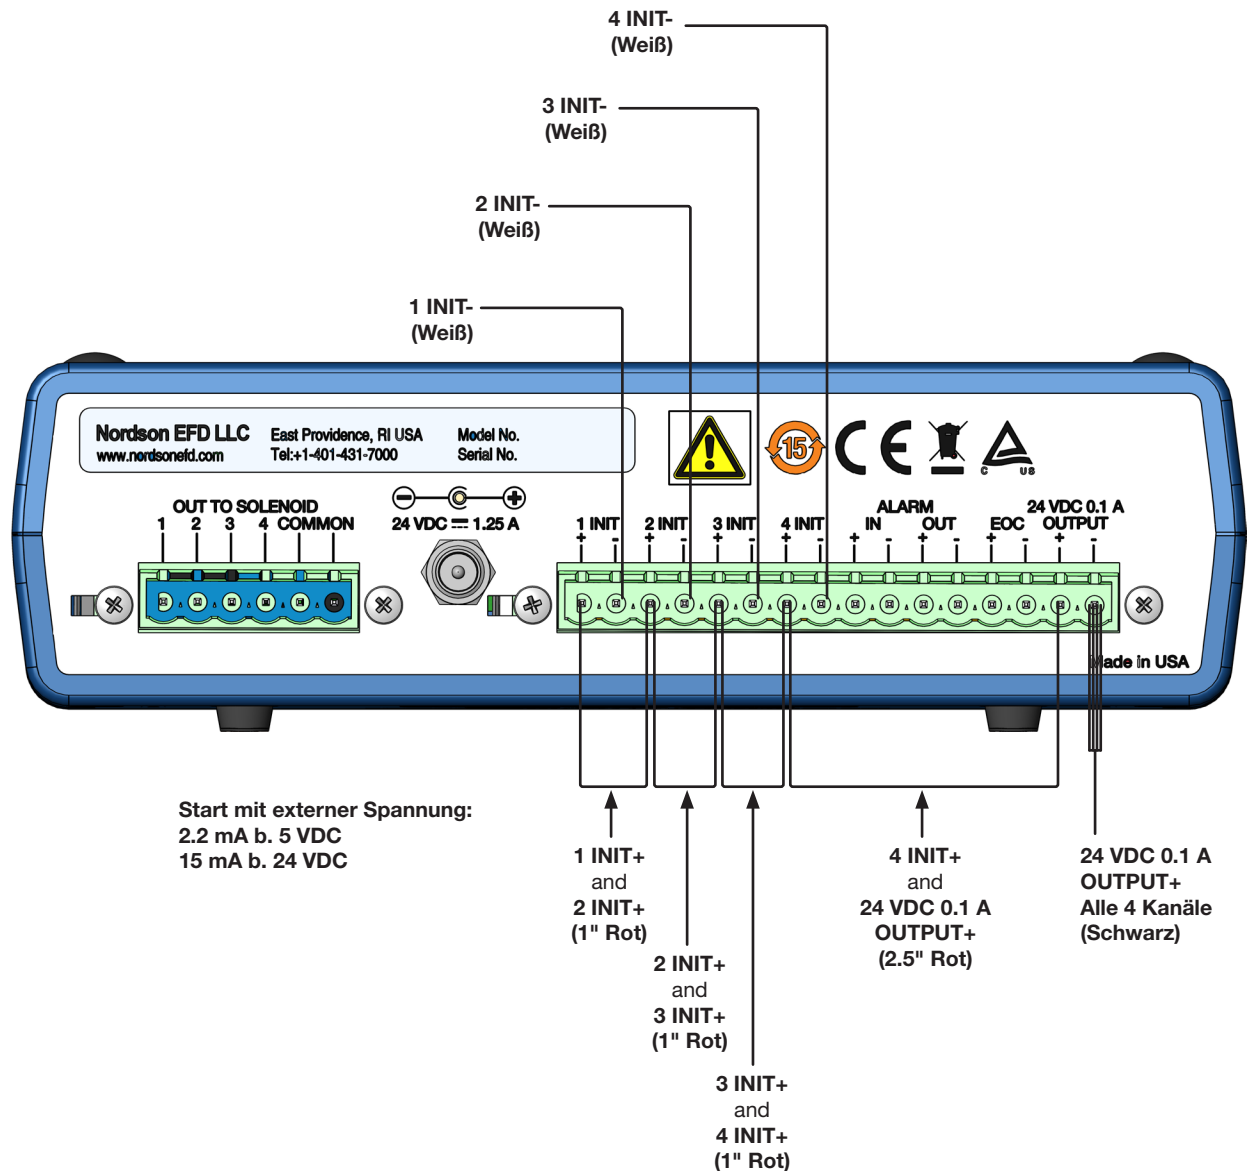 4 INIT-
(Weiß)
3 INIT-
(Weiß)
2 INIT-
(Weiß)
1 INIT-
(Weiß)
Nordson EFD LLC
www.nordsonefd.com
East Providence, RI USA
Tel:+1-401-431-7000
Model No.
Serial No.
15
C US
OUT TO SOLENOID
1 2 3 4 COMMON
24 VDC 1.25 A
1 INIT 2 INIT 3 INIT 4 INIT
ALARM
IN OUT
EOC
24 VDC 0.1 A
OUTPUT
+ - + - + - + - + - + - + - + -
Made in USA
Start mit externer Spannung:
2.2 mA b. 5 VDC
15 mA b. 24 VDC
1 INIT+
and
2 INIT+
(1" Rot)
2 INIT+
and
3 INIT+
(1" Rot)
3 INIT+
and
4 INIT+
(1" Rot)
4 INIT+
and
24 VDC 0.1 A
OUTPUT+
(2.5" Rot)
24 VDC 0.1 A
OUTPUT+
Alle 4 Kanäle
(Schwarz)